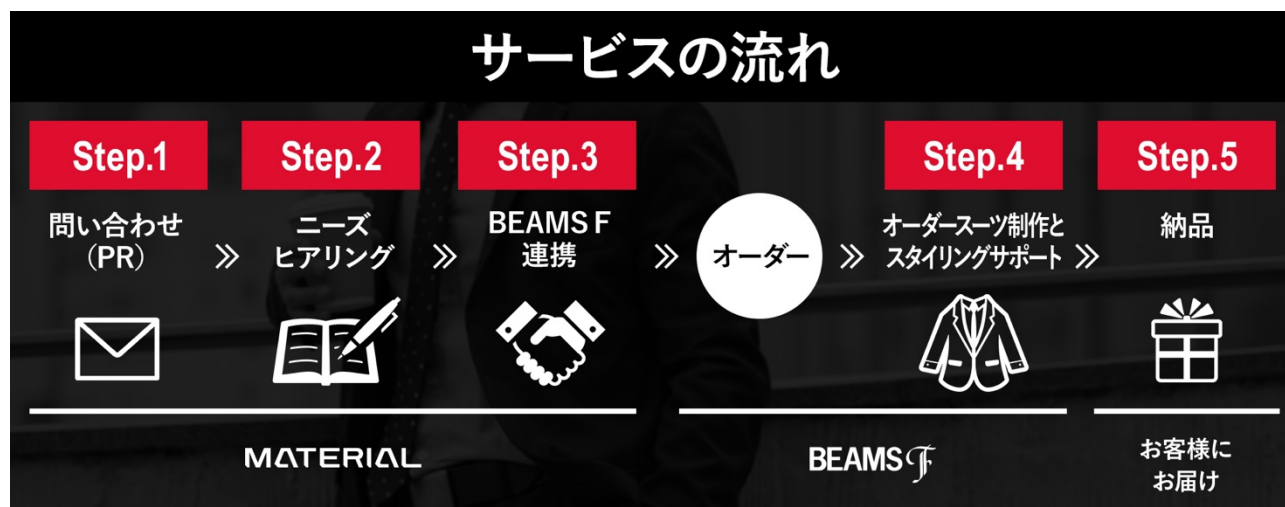 サービスの流れ
Step.1
問い合わせ
（PR）
Step.2
ニーズ
ヒアリング
Step.3
BEAMS F
連携
オーダー
Step.4
オーダースーツ制作と
スタイリングサポート
Step.5
納品
MATERIAL
BEAMS F
お客様に
お届け